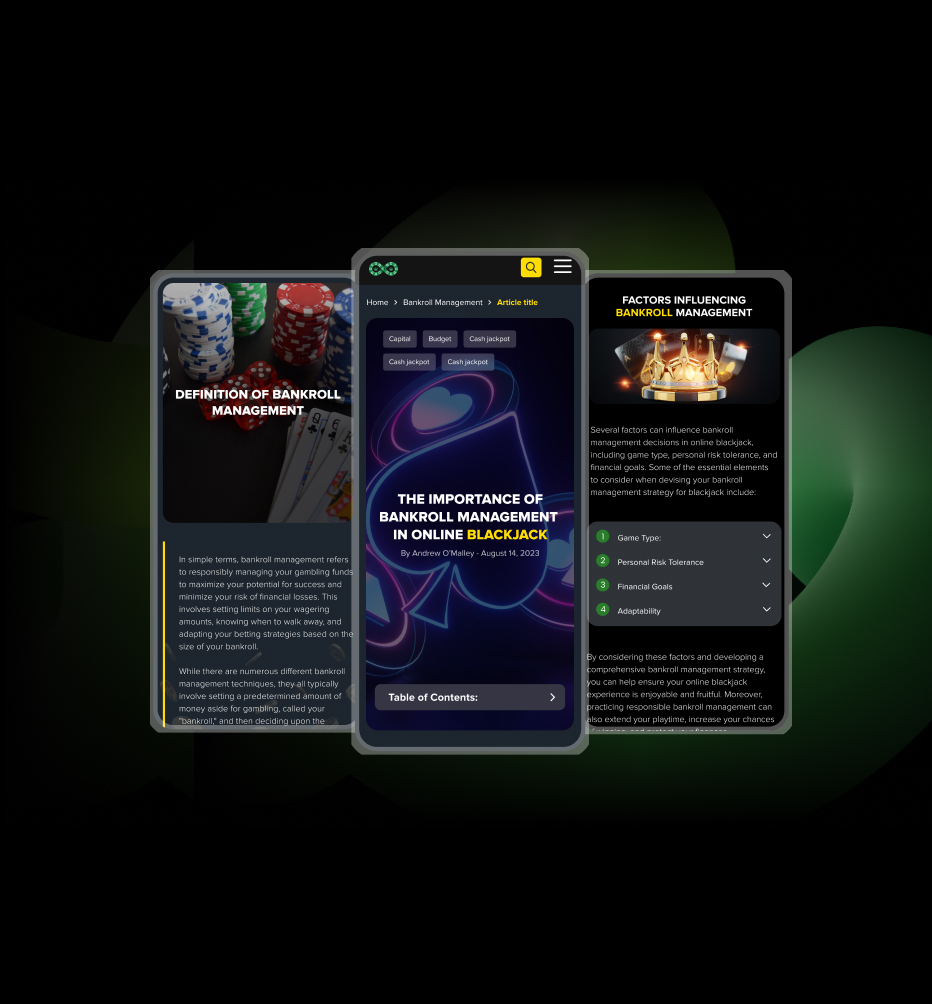 DEFINITION OF BANKROLL
MANAGEMENT
In simple terms, bankroll management refers
to responsibly managing your gambling funds
to maximize your potential for success and
minimize your risk of financial losses. This
involves setting limits on your wagering
amounts, knowing when to walk away, and
adapting your betting strategies based on the
size of your bankroll.
While there are numerous different bankroll
management techniques, they all typically
involve setting a predetermined amount of
money aside for gambling, called your
"bankroll," and then deciding upon the
Home > Bankroll Management > Article title
Capital Budget Cash jackpot
Cash jackpot Cash jackpot
THE IMPORTANCE OF
BANKROLL MANAGEMENT
IN ONLINE BLACKJACK
By Andrew O'Malley - August 14, 2023
Table of Contents:
FACTORS INFLUENCING
BANKROLL MANAGEMENT
Several factors can influence bankroll
management decisions in online blackjack,
including game type, personal risk tolerance, and
financial goals. Some of the essential elements
to consider when devising your bankroll
management strategy for blackjack include:
1 Game Type:
2 Personal Risk Tolerance
3 Financial Goals
4 Adaptability
By considering these factors and developing a
comprehensive bankroll management strategy,
you can help ensure your online blackjack
experience is enjoyable and fruitful. Moreover,
practicing responsible bankroll management can
also extend your playtime, increase your chances